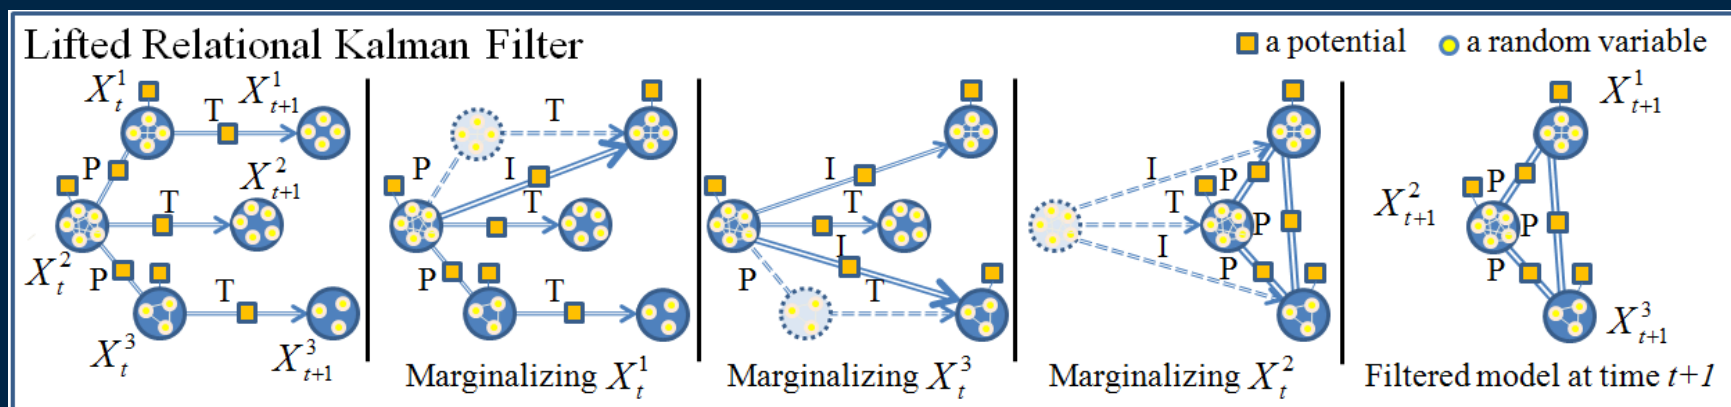 Lifted Relational Kalman Filter
a potential
a random variable
X_t^1
T
X_{t+1}^1
P
X_{t+1}^2
T
X_t^2
P
T
X_t^3
X_{t+1}^3
T
P
I
T
P
T
Marginalizing X_t^1
I
T
I
P
T
Marginalizing X_t^3
I
T
P
P
I
P
Marginalizing X_t^2
X_{t+1}^1
X_{t+1}^2
P
P
P
X_{t+1}^3
Filtered model at time t+1